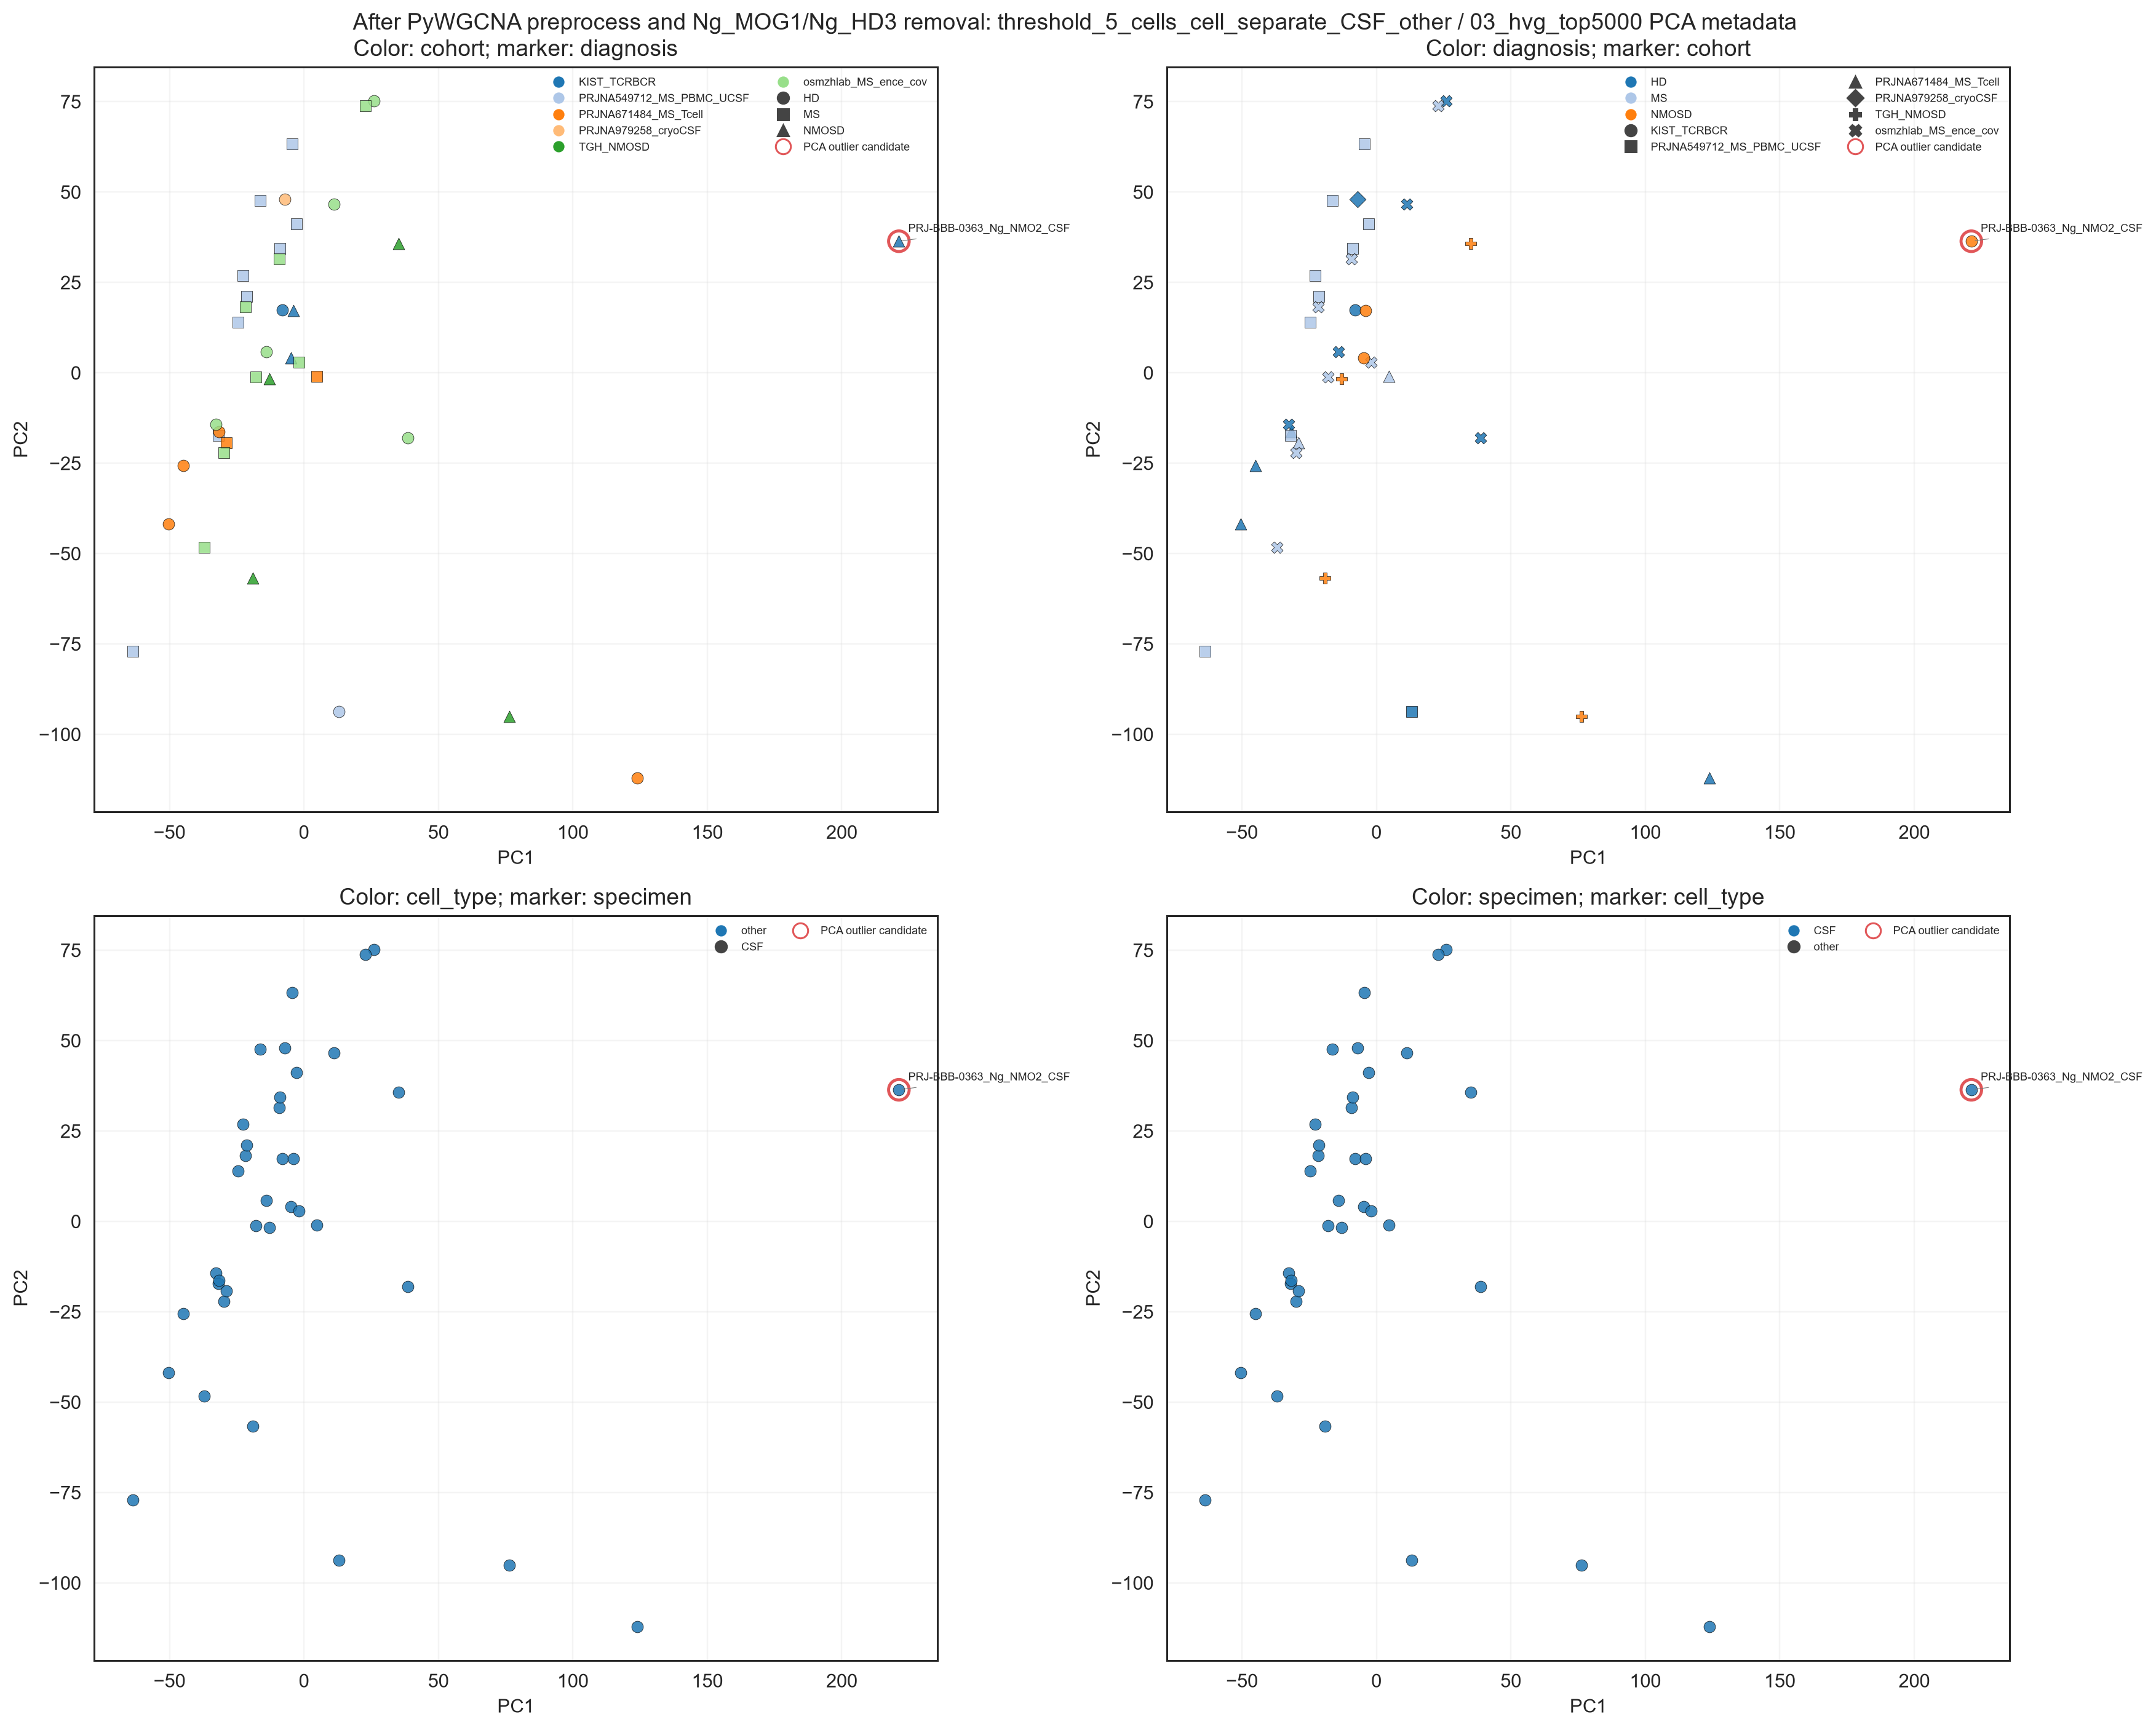 After PyWGCNA preprocess and Ng_MOG1/Ng_HD3 removal: threshold_5_cells_cell_separate_CSF_other / 03_hvg_top5000 PCA metadata
Color: cohort; marker: diagnosis
KIST_TCRBCR
PRJNA549712_MS_PBMC_UCSF
PRJNA671484_MS_Tcell
PRJNA979258_cryoCSF
TGH_NMOSD
osmzhlab_MS_ence_cov
HD
MS
NMOSD
PCA outlier candidate
PRJ-BBB-0363_Ng_NMO2_CSF
75
50
25
0
−25
−50
−75
−100
PC2
−50 0 50 100 150 200
PC1
Color: diagnosis; marker: cohort
HD
MS
NMOSD
KIST_TCRBCR
PRJNA549712_MS_PBMC_UCSF
PRJNA671484_MS_Tcell
PRJNA979258_cryoCSF
TGH_NMOSD
osmzhlab_MS_ence_cov
PCA outlier candidate
PRJ-BBB-0363_Ng_NMO2_CSF
75
50
25
0
−25
−50
−75
−100
PC2
−50 0 50 100 150 200
PC1
Color: cell_type; marker: specimen
other
CSF
PCA outlier candidate
PRJ-BBB-0363_Ng_NMO2_CSF
75
50
25
0
−25
−50
−75
−100
PC2
−50 0 50 100 150 200
PC1
Color: specimen; marker: cell_type
CSF
other
PCA outlier candidate
PRJ-BBB-0363_Ng_NMO2_CSF
75
50
25
0
−25
−50
−75
−100
PC2
−50 0 50 100 150 200
PC1